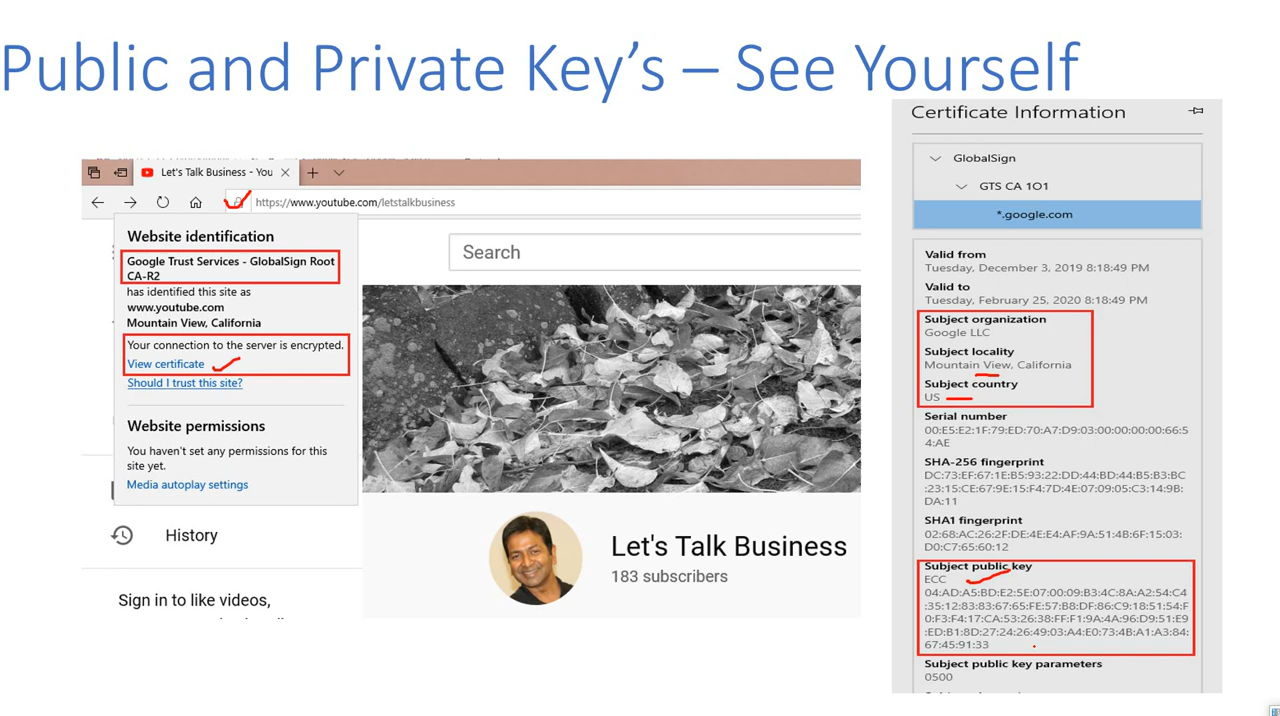 Public and Private Key's – See Yourself
Let's Talk Business - You
https://www.youtube.com/letstalkbusiness
Website identification
Google Trust Services - GlobalSign Root
CA-R2
has identified this site as
www.youtube.com
Mountain View, California
Your connection to the server is encrypted.
View certificate
Should I trust this site?
Website permissions
You haven't set any permissions for this
site yet.
Media autoplay settings
Search
History
Sign in to like videos,
Let's Talk Business
183 subscribers
Certificate Information
GlobalSign
GTS CA 1O1
*.google.com
Valid from
Tuesday, December 3, 2019 8:18:49 PM
Valid to
Tuesday, February 25, 2020 8:18:49 PM
Subject organization
Google LLC
Subject locality
Mountain View, California
Subject country
US
Serial number
00:E5:E2:1F:79:ED:70:A7:D9:03:00:00:00:00:66:5
4:AE
SHA-256 fingerprint
DC:73:EF:67:1E:B5:93:22:DD:44:BD:44:B5:B3:BC
:23:15:CE:67:9E:15:F4:7D:4E:07:09:05:C3:14:9B:
DA:11
SHA1 fingerprint
02:68:AC:26:2F:DE:4E:E4:AF:9A:51:4B:6F:15:03:
D0:C7:65:60:12
Subject public key
ECC
04:AD:A5:BD:E2:5E:07:00:09:B3:4C:8A:A2:54:C4
:35:12:83:83:67:65:FE:57:B8:DF:86:C9:18:51:54:F
0:F3:F4:17:CA:53:26:38:FF:F1:9A:4A:96:D9:51:E9
:ED:B1:8D:27:24:26:49:03:A4:E0:73:4B:A1:A3:84:
67:45:91:33
Subject public key parameters
0500